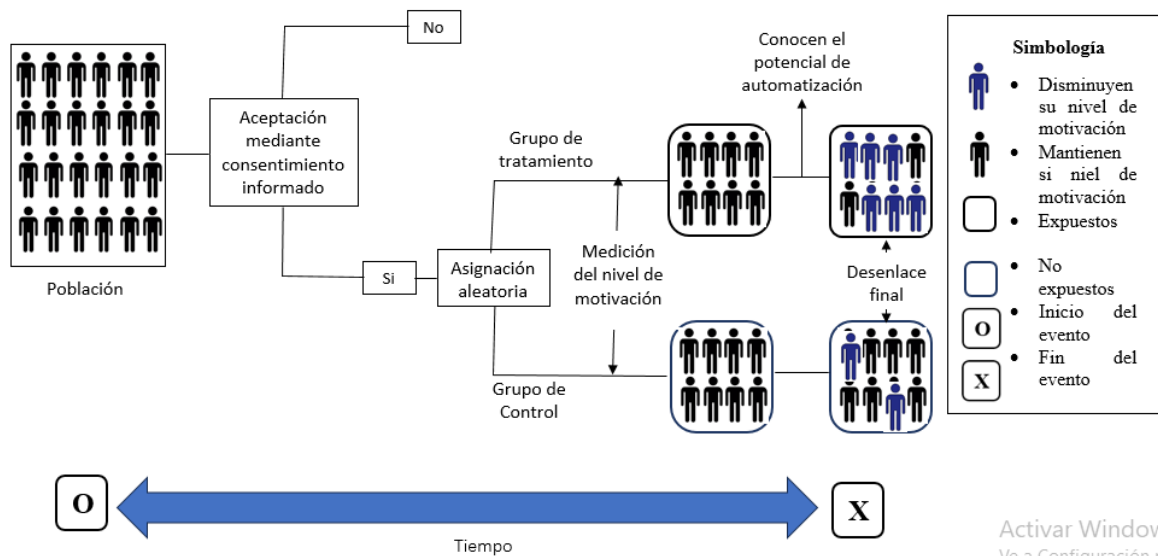 No
Aceptación
mediante
consentimiento
informado
Población
Si
Asignación
aleatoria
Grupo de
tratamiento
Medición
del nivel de
motivación
Grupo de
Control
Conocen el
potencial de
automatización
Desenlace
final
Simbología
• Disminuyen
su nivel de
motivación
• Mantienen
si niel de
motivación
• Expuestos
• No
expuestos
O
• Inicio del
evento
X
• Fin del
evento
O
X
Tiempo
Activar Window